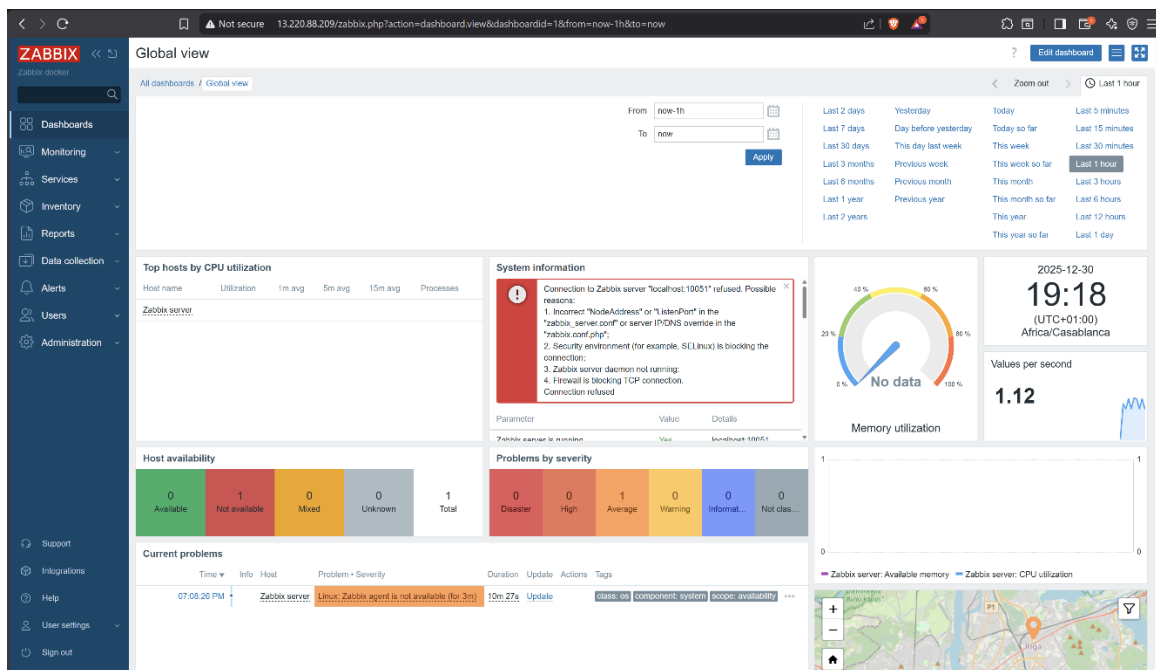 Not secure 13.220.88.209/zabbix.php?action=dashboard.view&dashboardid=1&from=now-1h&to=now
ZABBIX
Zabbix docker
Dashboards
Monitoring
Services
Inventory
Reports
Data collection
Alerts
Users
Administration
Support
Integrations
Help
User settings
Sign out
Global view
? Edit dashboard
All dashboards / Global view
Zoom out Last 1 hour
From now-1h
To now
Apply
Last 2 days Yesterday Today Last 5 minutes
Last 7 days Day before yesterday Today so far Last 15 minutes
Last 30 days This day last week This week Last 30 minutes
Last 3 months Previous week This week so far Last 1 hour
Last 6 months Previous month This month Last 3 hours
Last 1 year Previous year This month so far Last 6 hours
Last 2 years This year Last 12 hours
This year so far Last 1 day
Top hosts by CPU utilization
Host name Utilization 1m avg 5m avg 15m avg Processes
Zabbix server
System information
Connection to Zabbix server "localhost:10051" refused. Possible
reasons:
1. Incorrect "NodeAddress" or "ListenPort" in the
"zabbix_server.conf" or server IP/DNS override in the
"zabbix.conf.php";
2. Security environment (for example, SELinux) is blocking the
connection;
3. Zabbix server daemon not running;
4. Firewall is blocking TCP connection.
Connection refused
Parameter Value Details
Zabbix server is running Yes localhost:10051
40 % 60 %
20 % 80 %
0 % No data 100 %
Memory utilization
2025-12-30
19:18
(UTC+01:00)
Africa/Casablanca
Values per second
1.12
Host availability
0 1 0 0 1
Available Not available Mixed Unknown Total
Problems by severity
0 0 1 0 0 0
Disaster High Average Warning Informat... Not clas...
1 1
0 0
Zabbix server: Available memory Zabbix server: CPU utilization
Current problems
Time Info Host Problem • Severity Duration Update Actions Tags
07:08:26 PM Zabbix server Linux: Zabbix agent is not available (for 3m) 10m 27s Update class: os component: system scope: availability
+
−
P1
Rīga